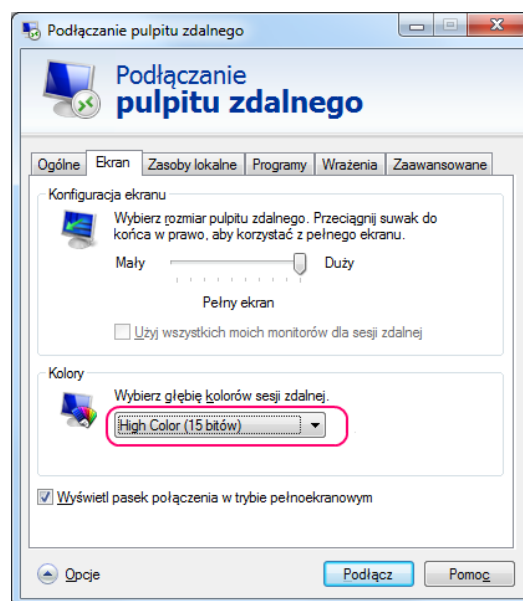 Podłączanie pulpitu zdalnego
Podłączanie
pulpitu zdalnego
Ogólne Ekran Zasoby lokalne Programy Wrażenia Zaawansowane
Konfiguracja ekranu
Wybierz rozmiar pulpitu zdalnego. Przeciągnij suwak do
końca w prawo, aby korzystać z pełnego ekranu.
Mały Duży
Pełny ekran
Użyj wszystkich moich monitorów dla sesji zdalnej
Kolory
Wybierz głębię kolorów sesji zdalnej.
High Color (15 bitów)
Wyświetl pasek połączenia w trybie pełnoekranowym
Opcje Podłącz Pomoc